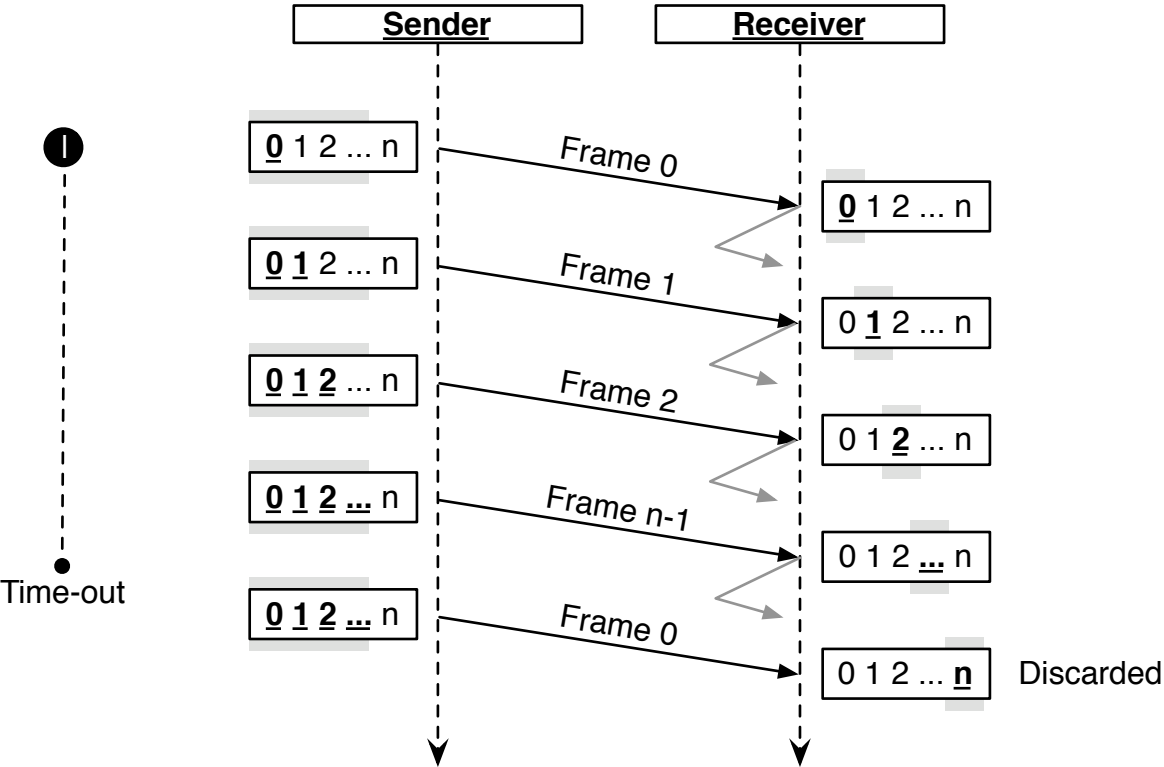 Sender
Receiver
I
0 1 2 ... n
Frame 0
0 1 2 ... n
0 1 2 ... n
Frame 1
0 1 2 ... n
0 1 2 ... n
Frame 2
0 1 2 ... n
0 1 2 ... n
Frame n-1
0 1 2 ... n
Time-out
0 1 2 ... n
Frame 0
0 1 2 ... n
Discarded